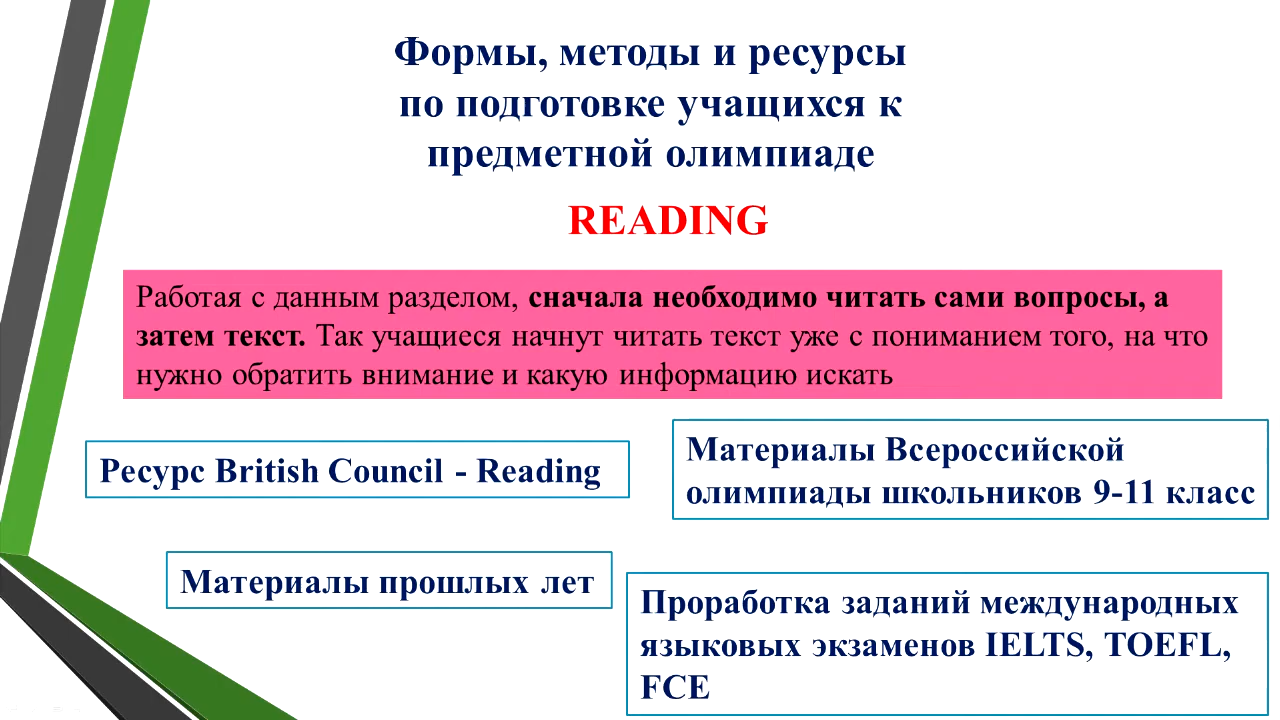 Формы, методы и ресурсы
по подготовке учащихся к
предметной олимпиаде
READING
Работая с данным разделом, сначала необходимо читать сами вопросы, а
затем текст. Так учащиеся начнут читать текст уже с пониманием того, на что
нужно обратить внимание и какую информацию искать
Ресурс British Council - Reading
Материалы Всероссийской
олимпиады школьников 9-11 класс
Материалы прошлых лет
Проработка заданий международных
языковых экзаменов IELTS, TOEFL,
FCE